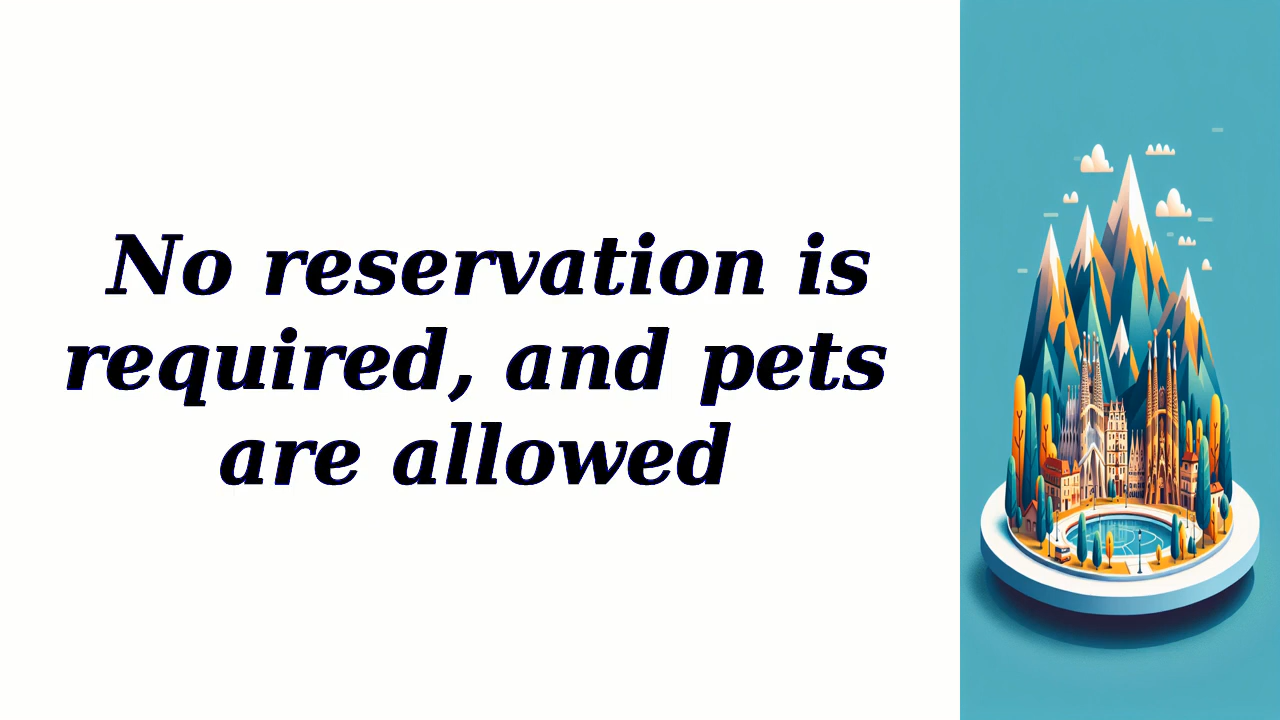 No reservation is
required, and pets
are allowed